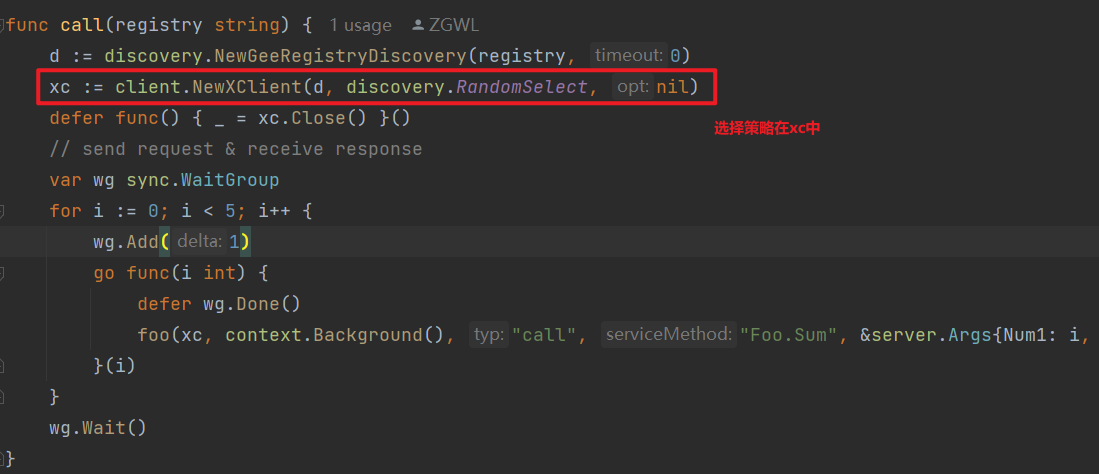 func call(registry string) { 1 usage ZGWL
d := discovery.NewGeeRegistryDiscovery(registry, timeout: 0)
xc := client.NewXClient(d, discovery.RandomSelect, opt: nil)
defer func() { _ = xc.Close() }()
选择策略在xc中
// send request & receive response
var wg sync.WaitGroup
for i := 0; i < 5; i++ {
wg.Add( delta: 1)
go func(i int) {
defer wg.Done()
foo(xc, context.Background(), typ: "call", serviceMethod: "Foo.Sum", &server.Args{Num1: i,
}(i)
}
wg.Wait()
}